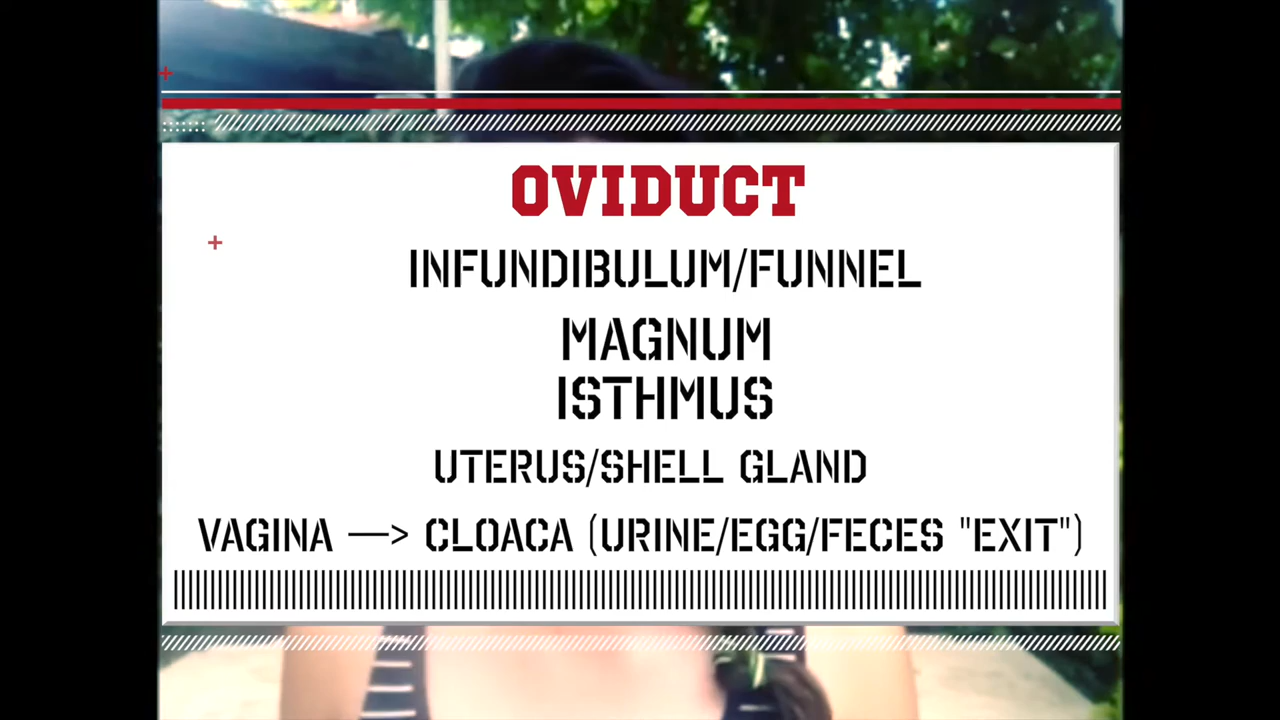 OVIDUCT
INFUNDIBULUM/FUNNEL
MAGNUM
ISTHMUS
UTERUS/SHELL GLAND
VAGINA —> CLOACA (URINE/EGG/FECES "EXIT")